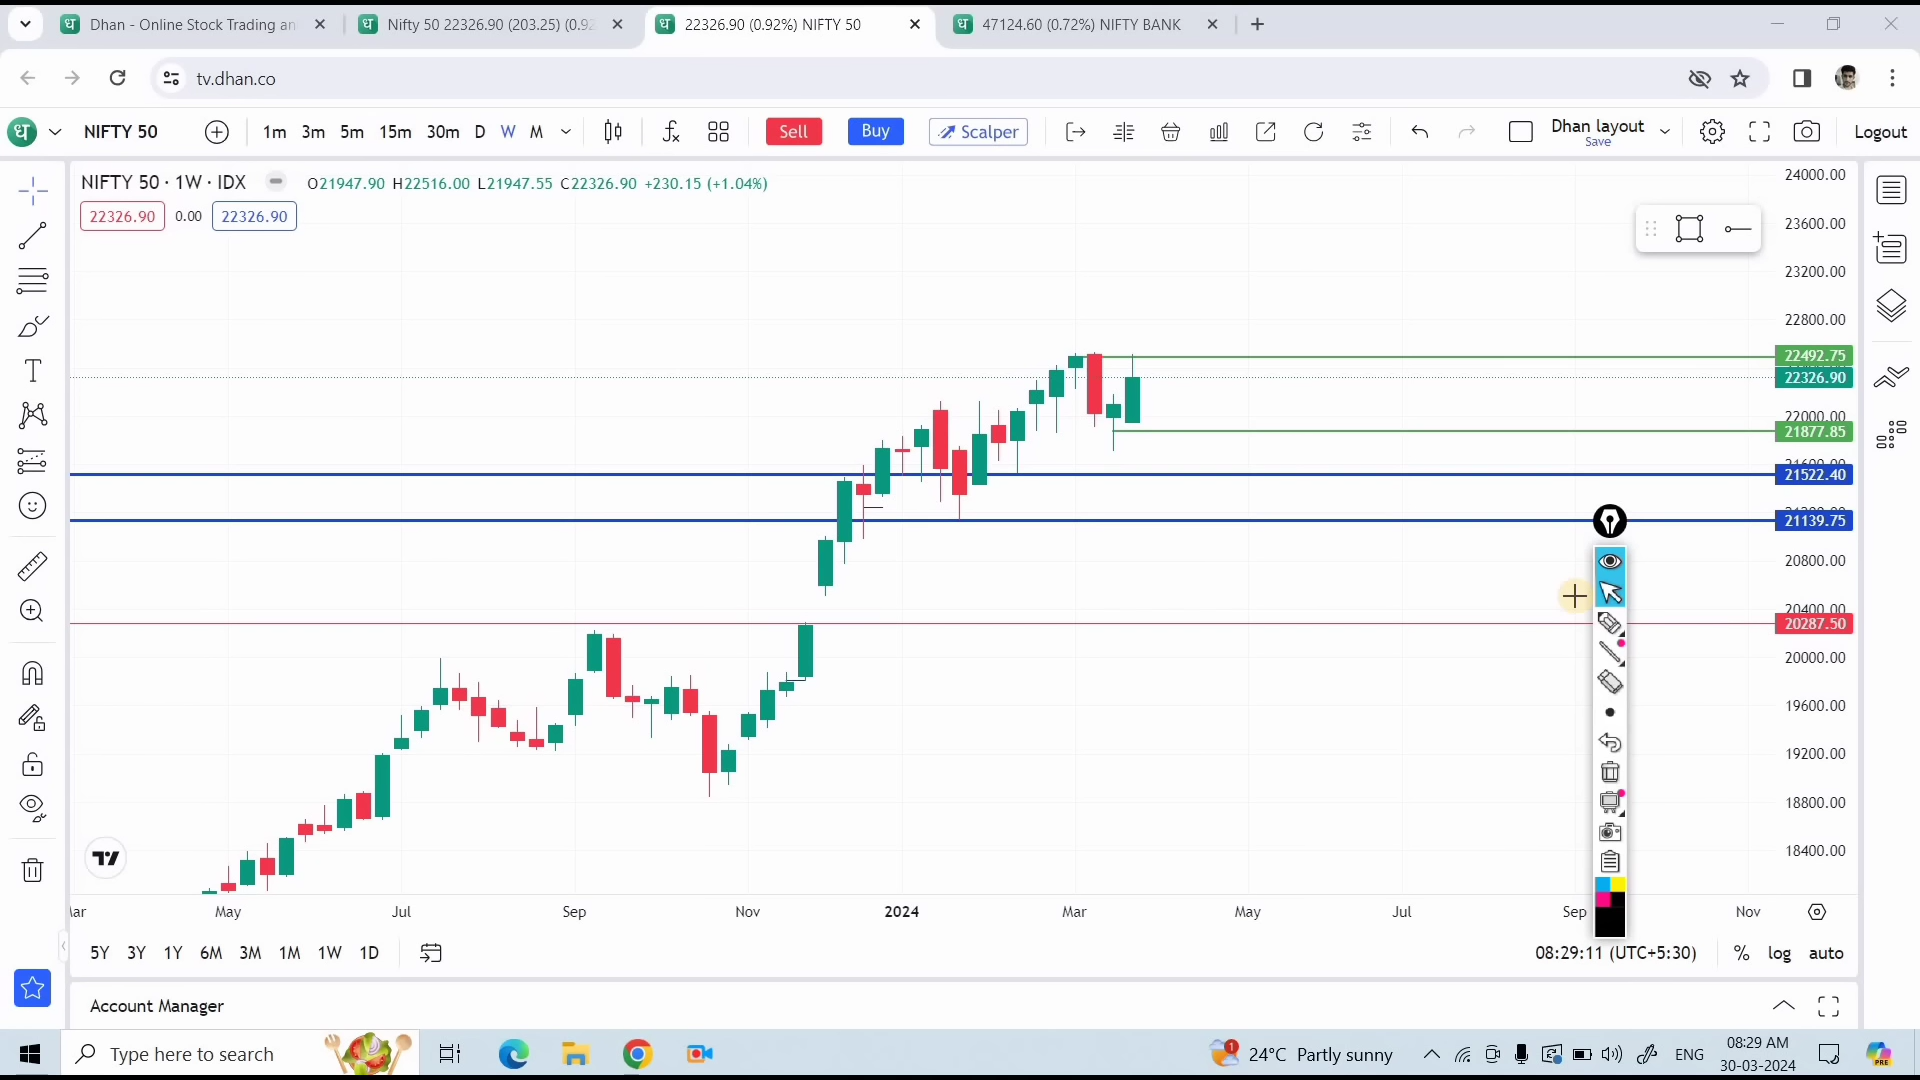 Dhan - Online Stock Trading an
Nifty 50 22326.90 (203.25) (0.92
22326.90 (0.92%) NIFTY 50
47124.60 (0.72%) NIFTY BANK
tv.dhan.co
ध NIFTY 50 1m 3m 5m 15m 30m D W M Sell Buy Scalper Dhan layout Logout
Save
NIFTY 50 · 1W · IDX O21947.90 H22516.00 L21947.55 C22326.90 +230.15 (+1.04%)
22326.90 0.00 22326.90
24000.00
23600.00
23200.00
22800.00
22492.75
22326.90
22000.00
21877.85
21522.40
21139.75
20800.00
20400.00
20287.50
20000.00
19600.00
19200.00
18800.00
18400.00
May Jul Sep Nov 2024 Mar May Jul Sep Nov
5Y 3Y 1Y 6M 3M 1M 1W 1D 08:29:11 (UTC+5:30) % log auto
Account Manager
Type here to search
24°C Partly sunny
ENG
08:29 AM
30-03-2024